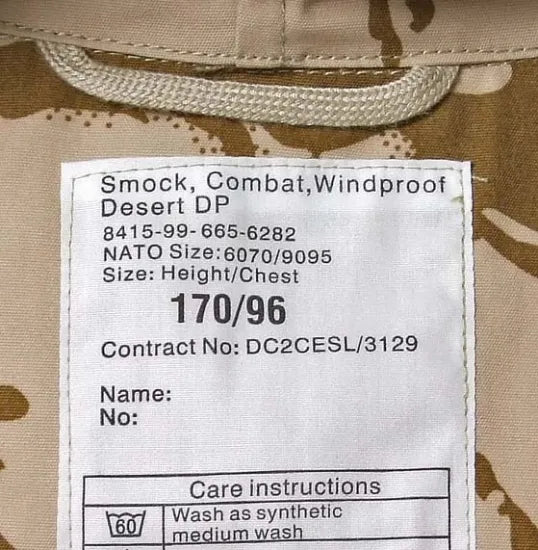 Smock, Combat,Windproof
Desert DP
8415-99-665-6282
NATO Size:6070/9095
Size: Height/Chest
170/96
Contract No: DC2CESL/3129
Name:
No:
Care instructions
60 Wash as synthetic
medium wash